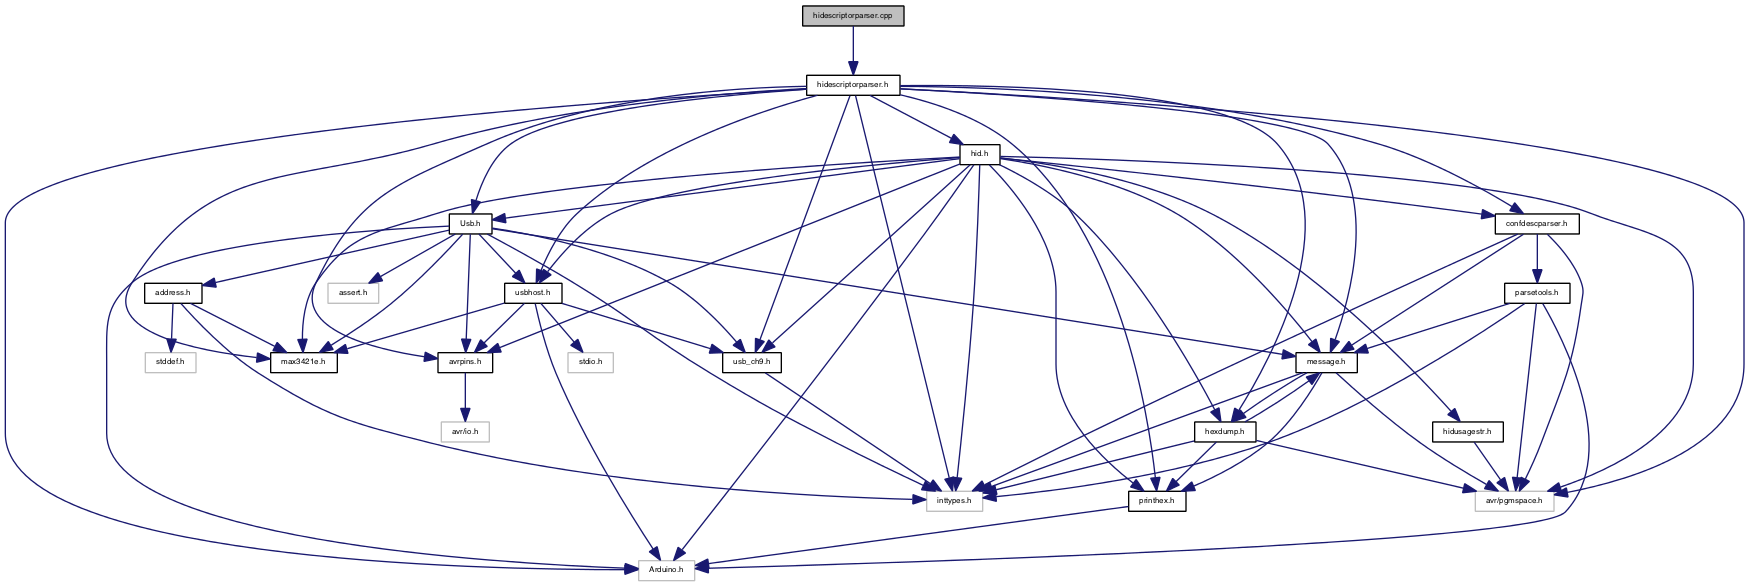 hidescriptorparser.cpp
hidescriptorparser.h
hid.h
Usb.h
confdescparser.h
address.h
assert.h
usbhost.h
parsetools.h
stddef.h
max3421e.h
avrpins.h
stdio.h
usb_ch9.h
message.h
avr/io.h
hexdump.h
hidusagestr.h
inttypes.h
printhex.h
avr/pgmspace.h
Arduino.h